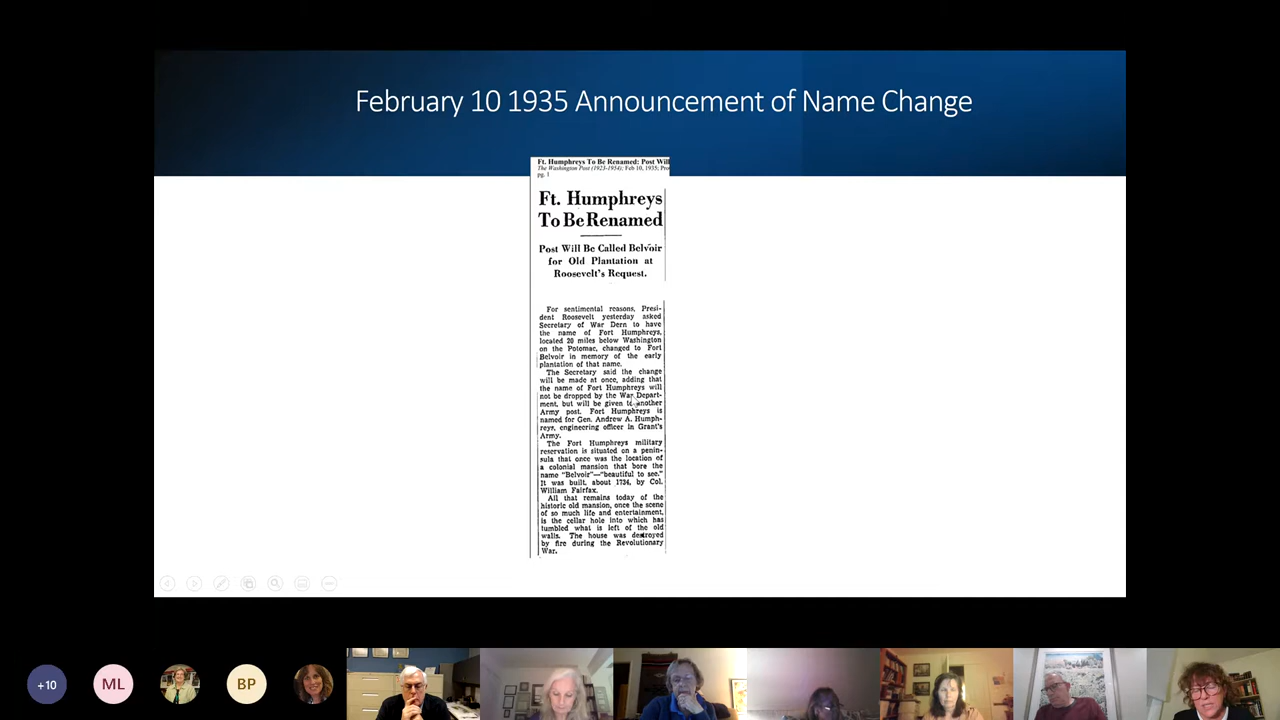 February 10 1935 Announcement of Name Change
Ft. Humphreys To Be Renamed: Post Will
The Washington Post (1923-1954); Feb 10, 1935; Pro
pg. 1
Ft. Humphreys
To Be Renamed
Post Will Be Called Belvoir
for Old Plantation at
Roosevelt's Request.
For sentimental reasons, Presi-
dent Roosevelt yesterday asked
Secretary of War Dern to have
the name of Fort Humphreys,
located 20 miles below Washington
on the Potomac, changed to Fort
Belvoir in memory of the early
plantation of that name.
The Secretary said the change
will be made at once, adding that
the name of Fort Humphreys will
not be dropped by the War Depart-
ment, but will be given to another
Army post. Fort Humphreys is
named for Gen. Andrew A. Humph-
reys, engineering officer in Grant's
Army.
The Fort Humphreys military
reservation is situated on a penin-
sula that once was the location of
a colonial mansion that bore the
name "Belvoir"—"beautiful to see."
It was built, about 1734, by Col.
William Fairfax.
All that remains today of the
historic old mansion, once the scene
of so much life and entertainment,
is the cellar hole into which has
tumbled what is left of the old
walls. The house was destroyed
by fire during the Revolutionary
War.
+10
ML
BP